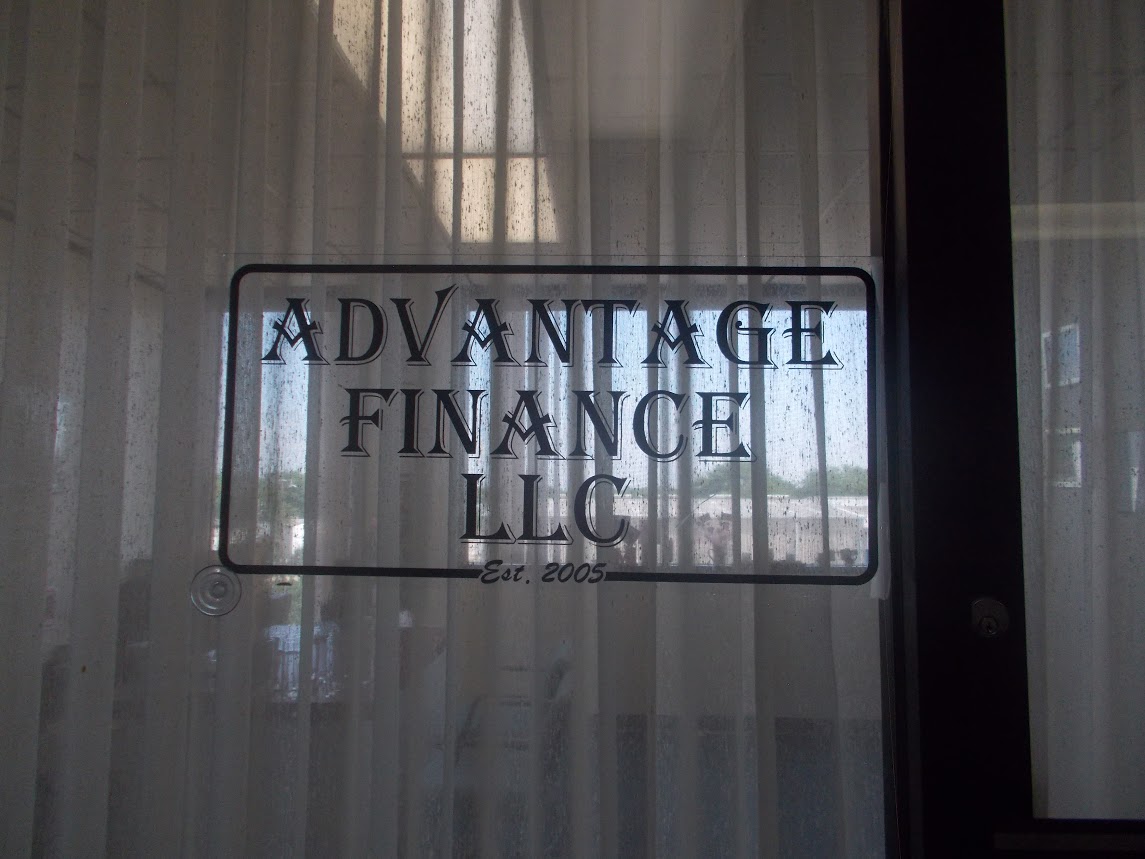 ADVANTAGE
FINANCE
LLC
Est. 2005